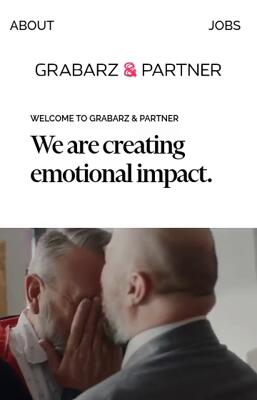 ABOUT
JOBS
GRABARZ & PARTNER
WELCOME TO GRABARZ & PARTNER
We are creating
emotional impact.